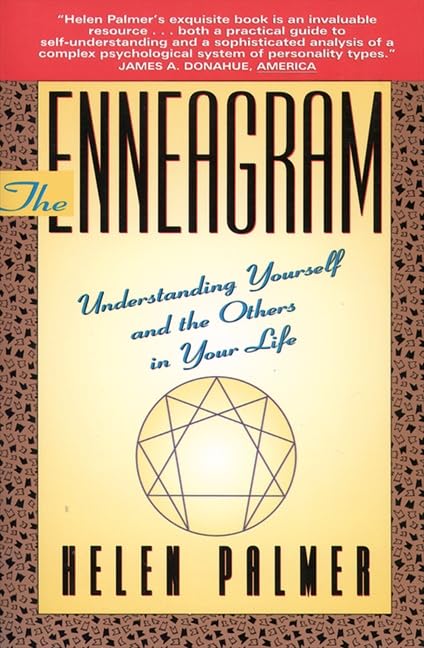 “Helen Palmer’s exquisite book is an invaluable
resource . . . both a practical guide to
self-understanding and a sophisticated analysis of a
complex psychological system of personality types.”
JAMES A. DONAHUE, AMERICA
The ENNEAGRAM
Understanding Yourself
and the Others
in Your Life
HELEN PALMER